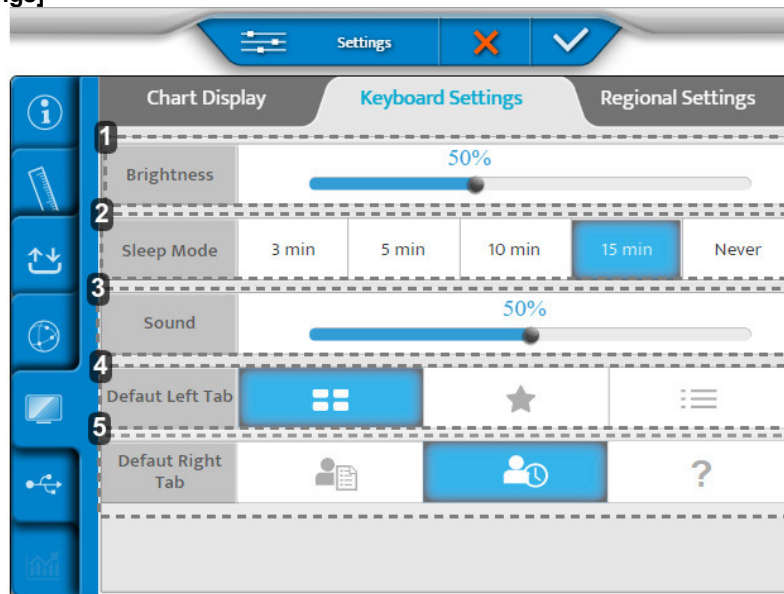 Settings
Chart Display Keyboard Settings Regional Settings
1
Brightness 50%
2
Sleep Mode 3 min 5 min 10 min 15 min Never
3
Sound 50%
4
Defaut Left Tab
5
Defaut Right
Tab ?